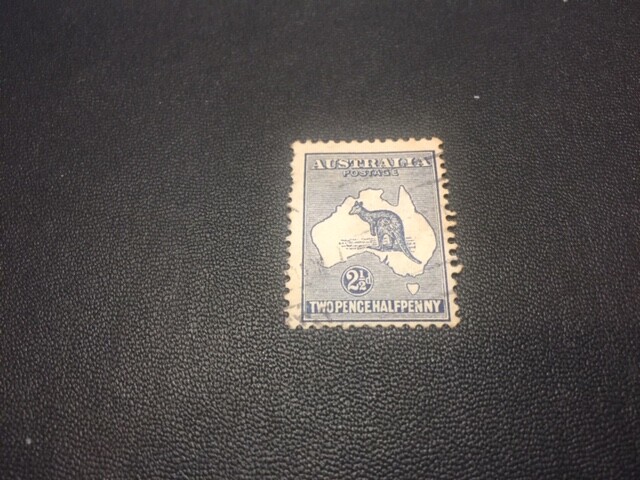 AUSTRALIA
POSTAGE
2½d
TWO PENCE HALFPENNY